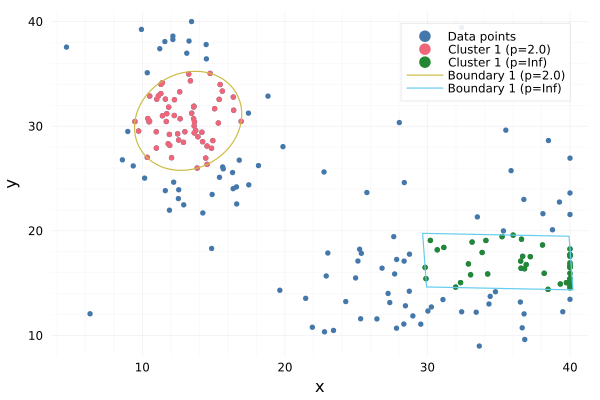 40
30
20
10
y
Data points
Cluster 1 (p=2.0)
Cluster 1 (p=Inf)
Boundary 1 (p=2.0)
Boundary 1 (p=Inf)
10 20 30 40
x